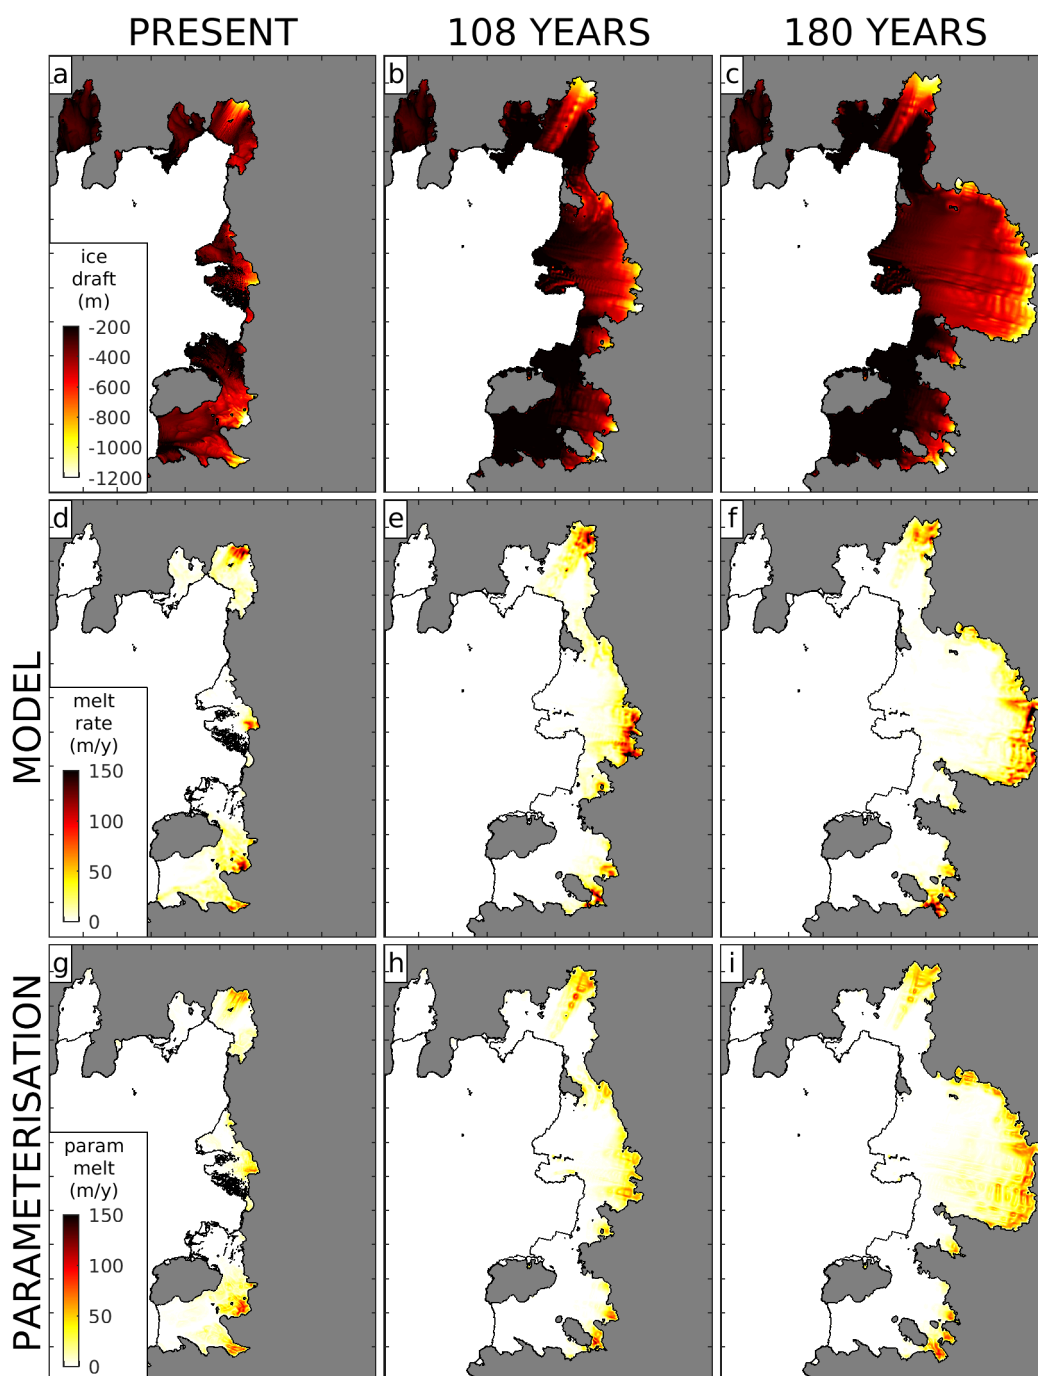 PRESENT
108 YEARS
180 YEARS
a
b
c
ice
draft
(m)
-200
-400
-600
-800
-1000
-1200
MODEL
d
e
f
melt
rate
(m/y)
150
100
50
0
PARAMETERISATION
g
h
i
param
melt
(m/y)
150
100
50
0